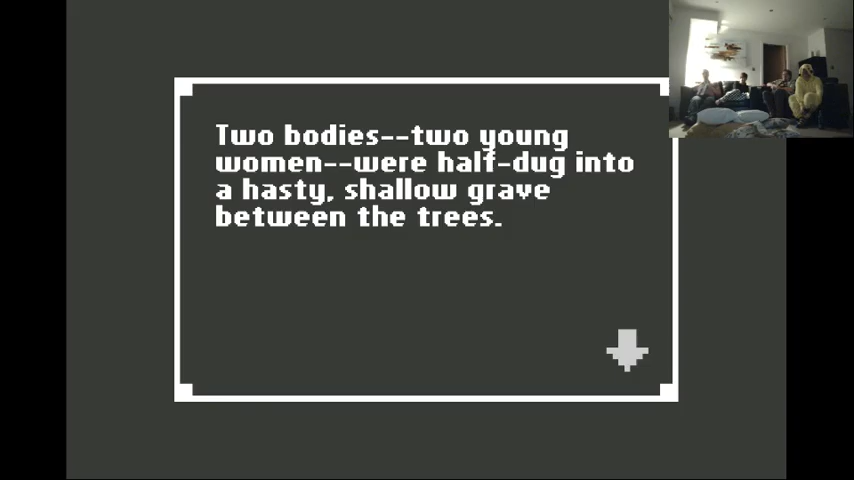 Two bodies--two young
women--were half-dug into
a hasty, shallow grave
between the trees.